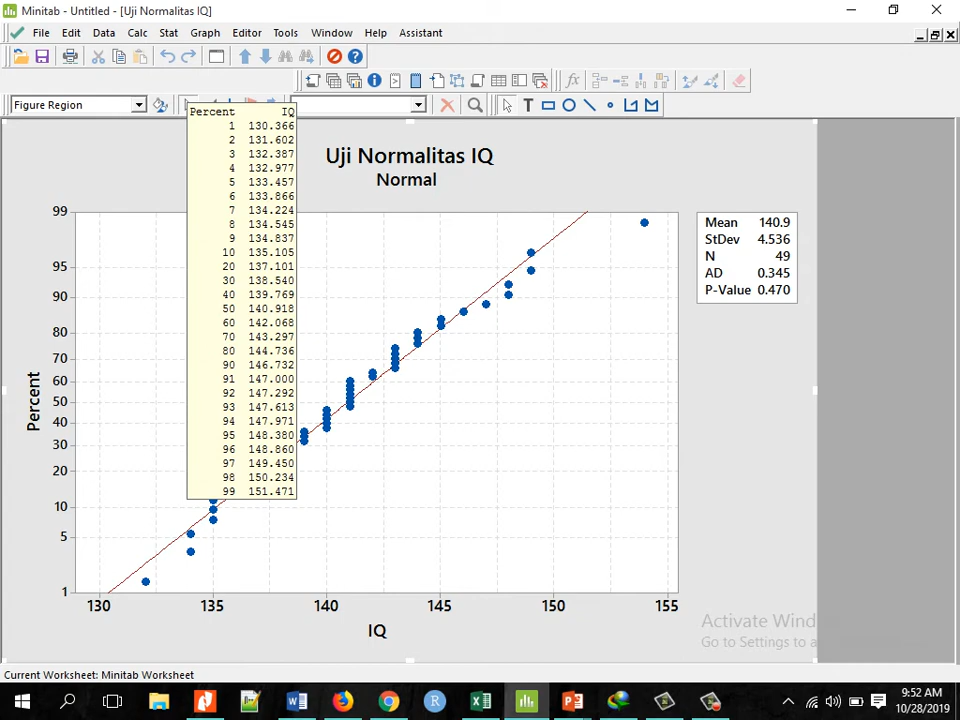 Minitab - Untitled - [Uji Normalitas IQ]
File Edit Data Calc Stat Graph Editor Tools Window Help Assistant
Figure Region
Percent IQ
1 130.366
2 131.602
3 132.387
4 132.977
5 133.457
6 133.866
7 134.224
8 134.545
9 134.837
10 135.105
20 137.101
30 138.540
40 139.769
50 140.918
60 142.068
70 143.297
80 144.736
90 146.732
91 147.000
92 147.292
93 147.613
94 147.971
95 148.380
96 148.860
97 149.450
98 150.234
99 151.471
Uji Normalitas IQ
Normal
Mean 140.9
StDev 4.536
N 49
AD 0.345
P-Value 0.470
99
95
90
80
70
60
50
40
30
20
10
5
1
Percent
130 135 140 145 150 155
IQ
Activate Wind
Go to Settings to a
Current Worksheet: Minitab Worksheet
9:52 AM
10/28/2019